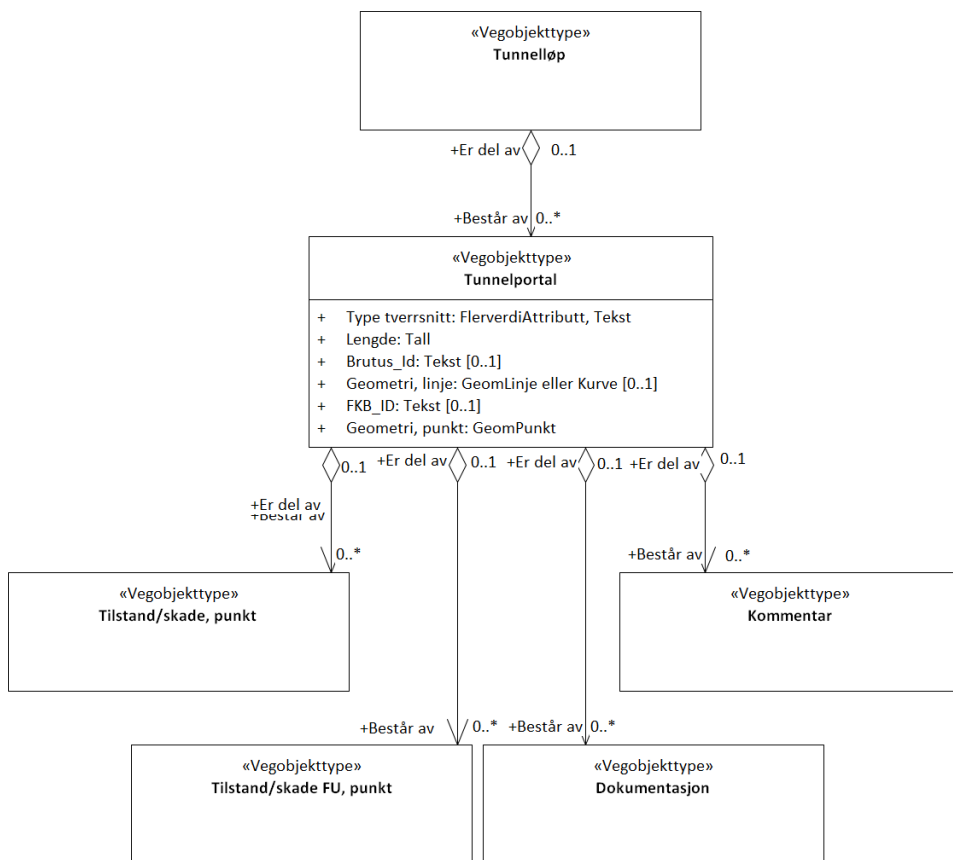 «Vegobjekttype»
Tunnelløp
+Er del av 0..1
+Består av 0..*
«Vegobjekttype»
Tunnelportal
+ Type tverrsnitt: FlerverdiAttributt, Tekst
+ Lengde: Tall
+ Brutus_Id: Tekst [0..1]
+ Geometri, linje: GeomLinje eller Kurve [0..1]
+ FKB_ID: Tekst [0..1]
+ Geometri, punkt: GeomPunkt
0..1 +Er del av 0..1 +Er del av 0..1 +Er del av 0..1
+Er del av
+Består av
0..* +Består av 0..*
«Vegobjekttype»
Tilstand/skade, punkt
«Vegobjekttype»
Kommentar
+Består av 0..* +Består av 0..*
«Vegobjekttype»
Tilstand/skade FU, punkt
«Vegobjekttype»
Dokumentasjon